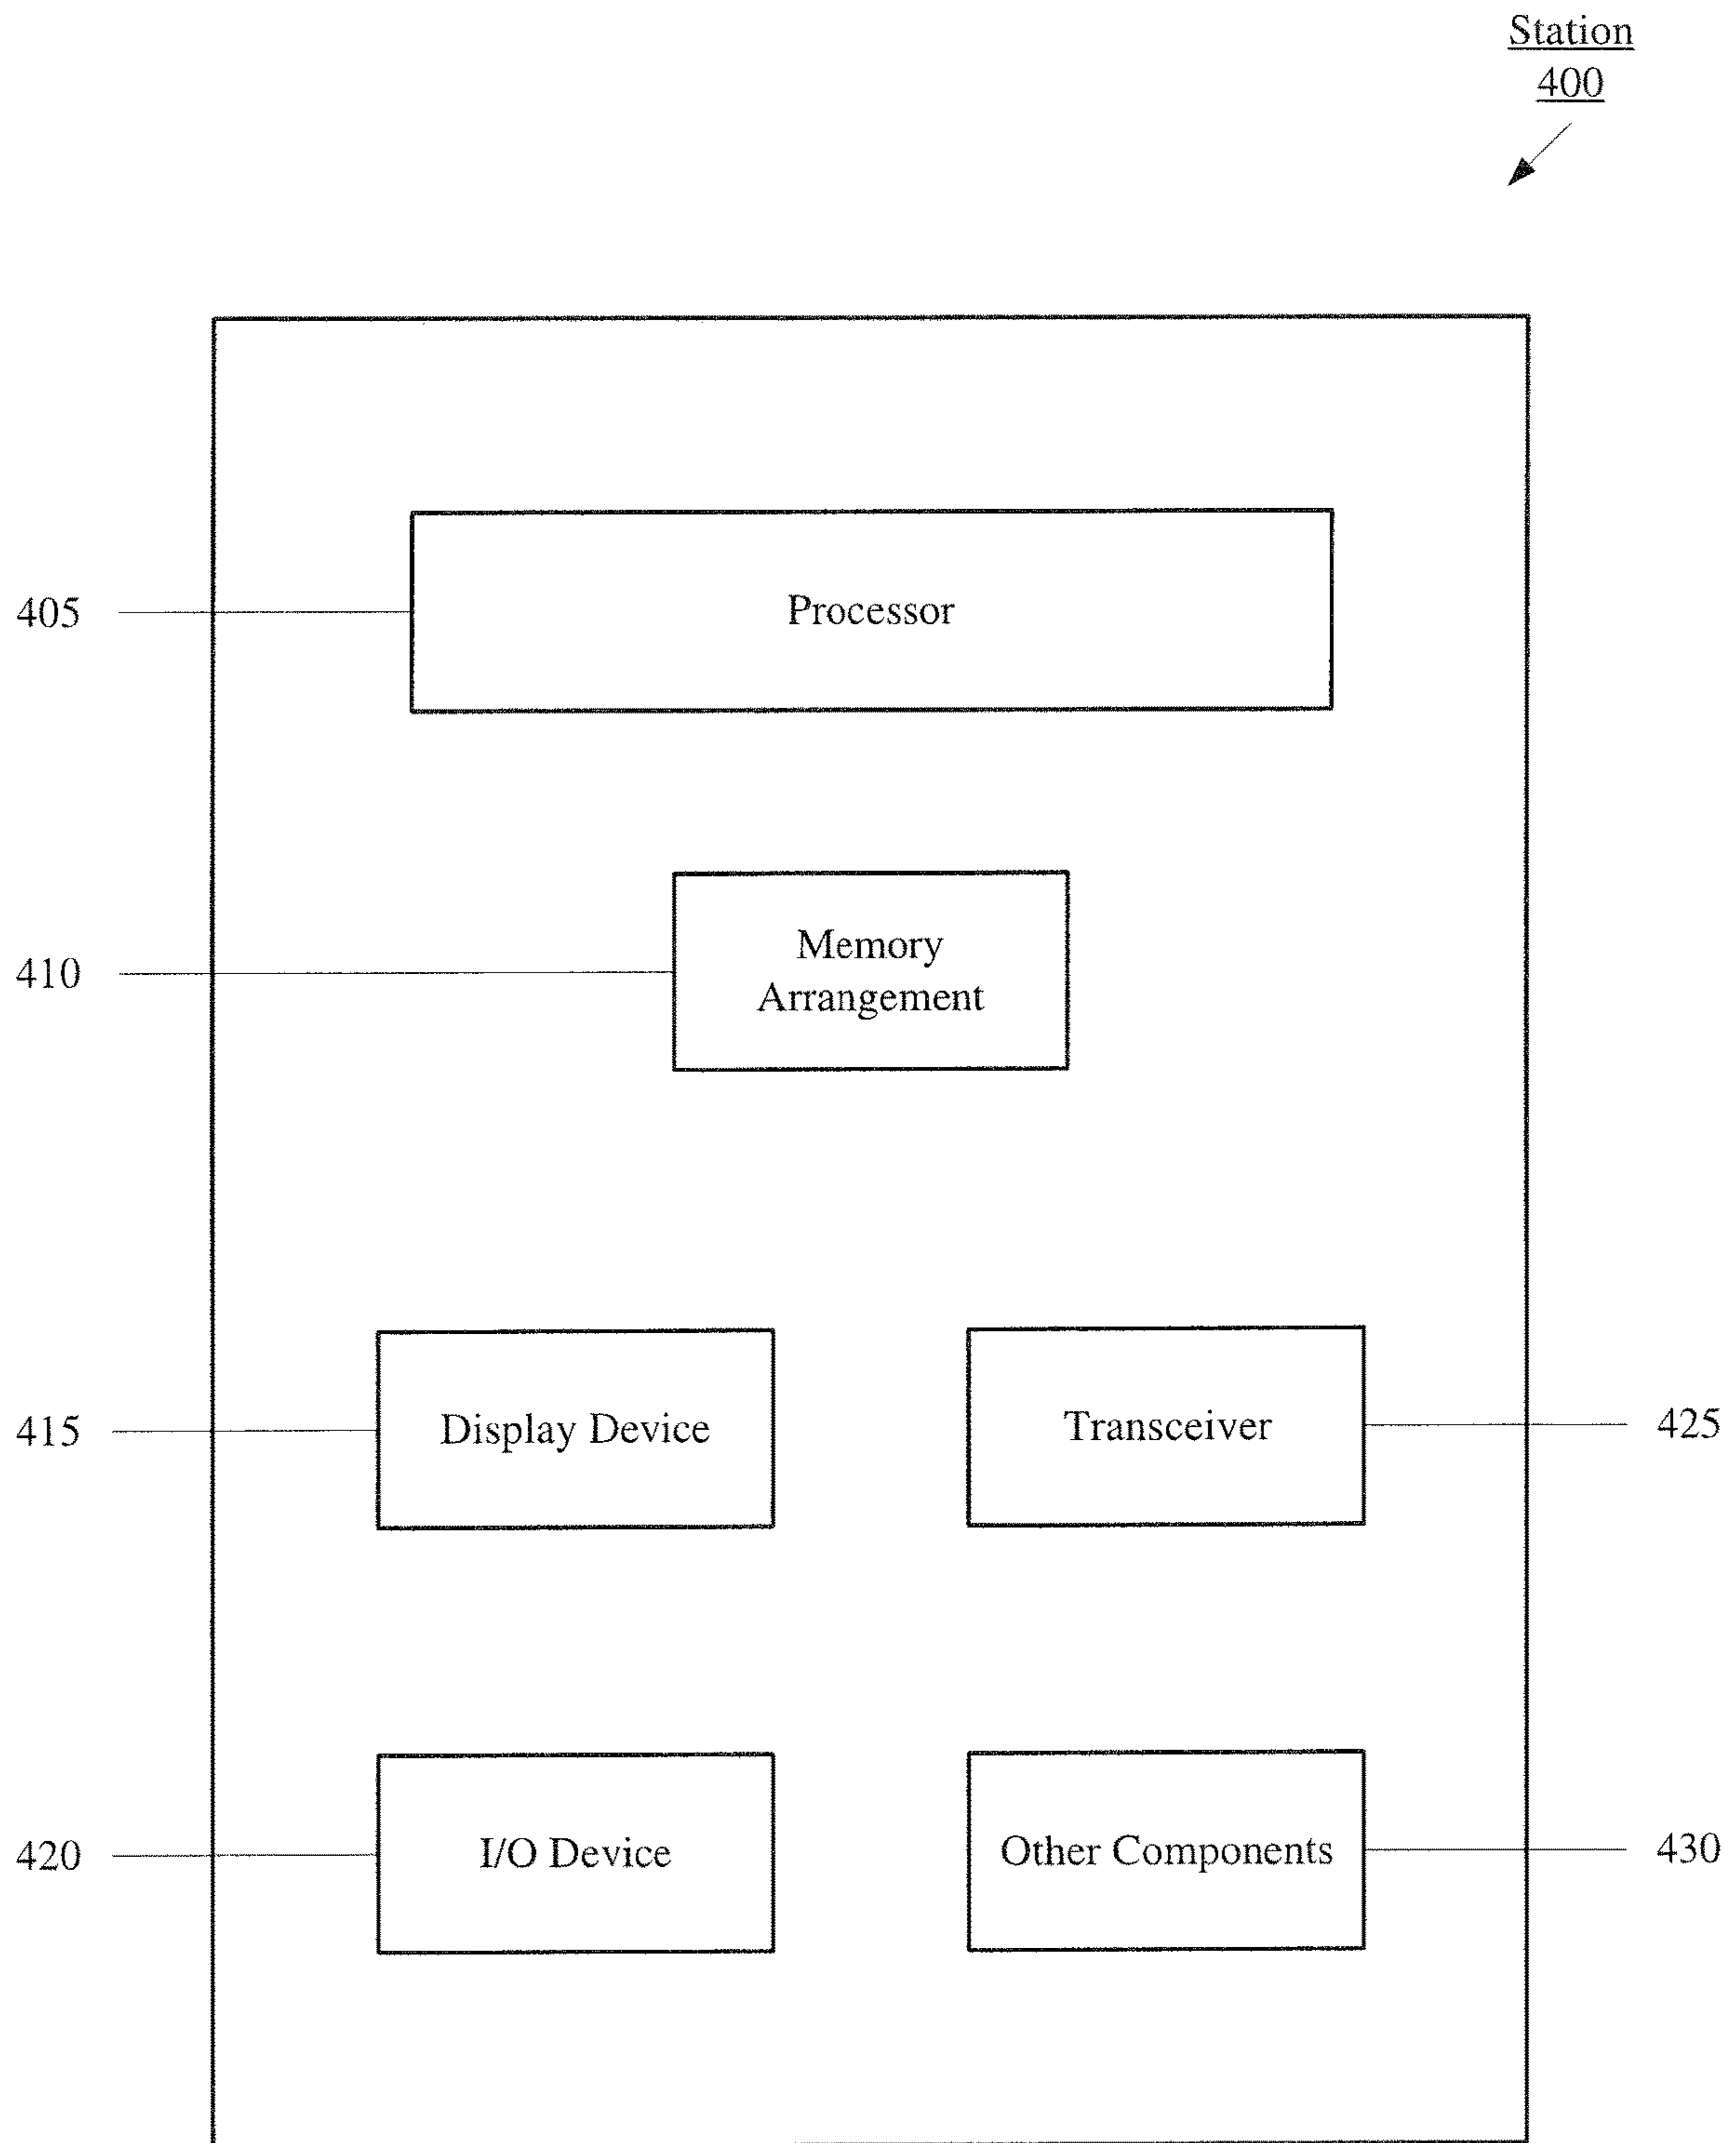 Station
400
405
Processor
410
Memory
Arrangement
415
Display Device
Transceiver
425
420
I/O Device
Other Components
430